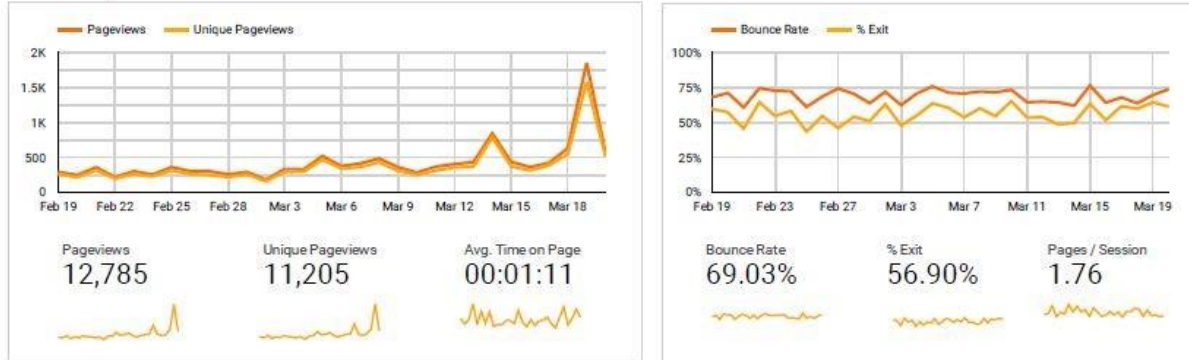 Pageviews Unique Pageviews
2K
1.5K
1K
500
0
Feb 19 Feb 22 Feb 25 Feb 28 Mar 3 Mar 6 Mar 9 Mar 12 Mar 15 Mar 18
Pageviews Unique Pageviews Avg. Time on Page
12,785 11,205 00:01:11
Bounce Rate % Exit
100%
75%
50%
25%
0%
Feb 19 Feb 23 Feb 27 Mar 3 Mar 7 Mar 11 Mar 15 Mar 19
Bounce Rate % Exit Pages / Session
69.03% 56.90% 1.76